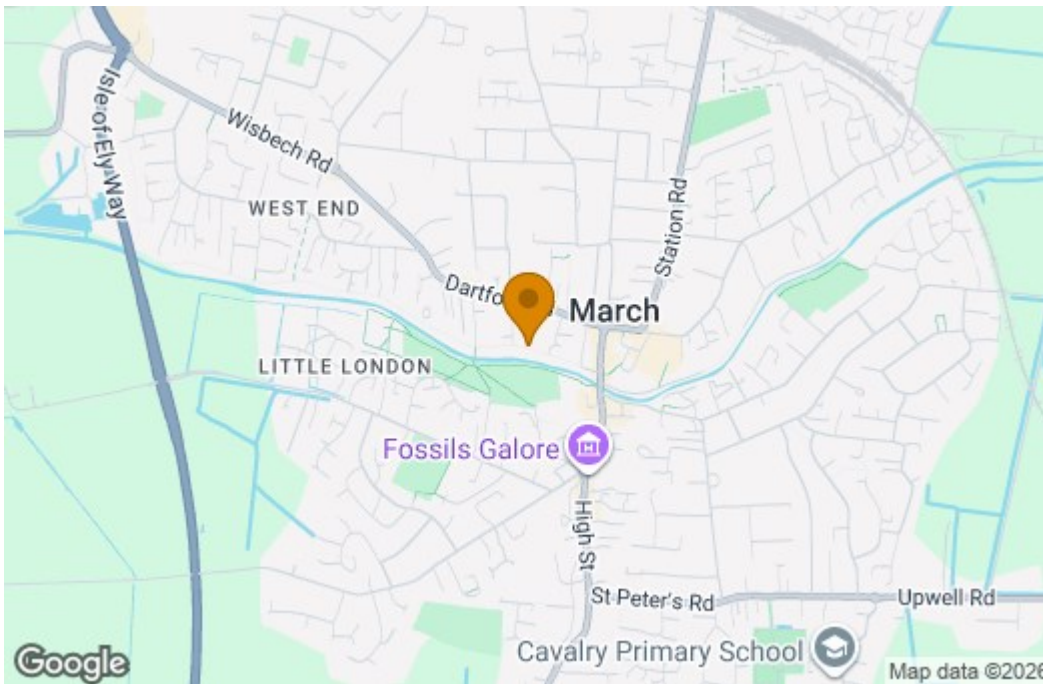 Isle of Ely Way
Wisbech Rd
WEST END
Station Rd
Dartfo
March
LITTLE LONDON
Fossils Galore
High St
St Peter's Rd
Upwell Rd
Cavalry Primary School
Google
Map data ©2026